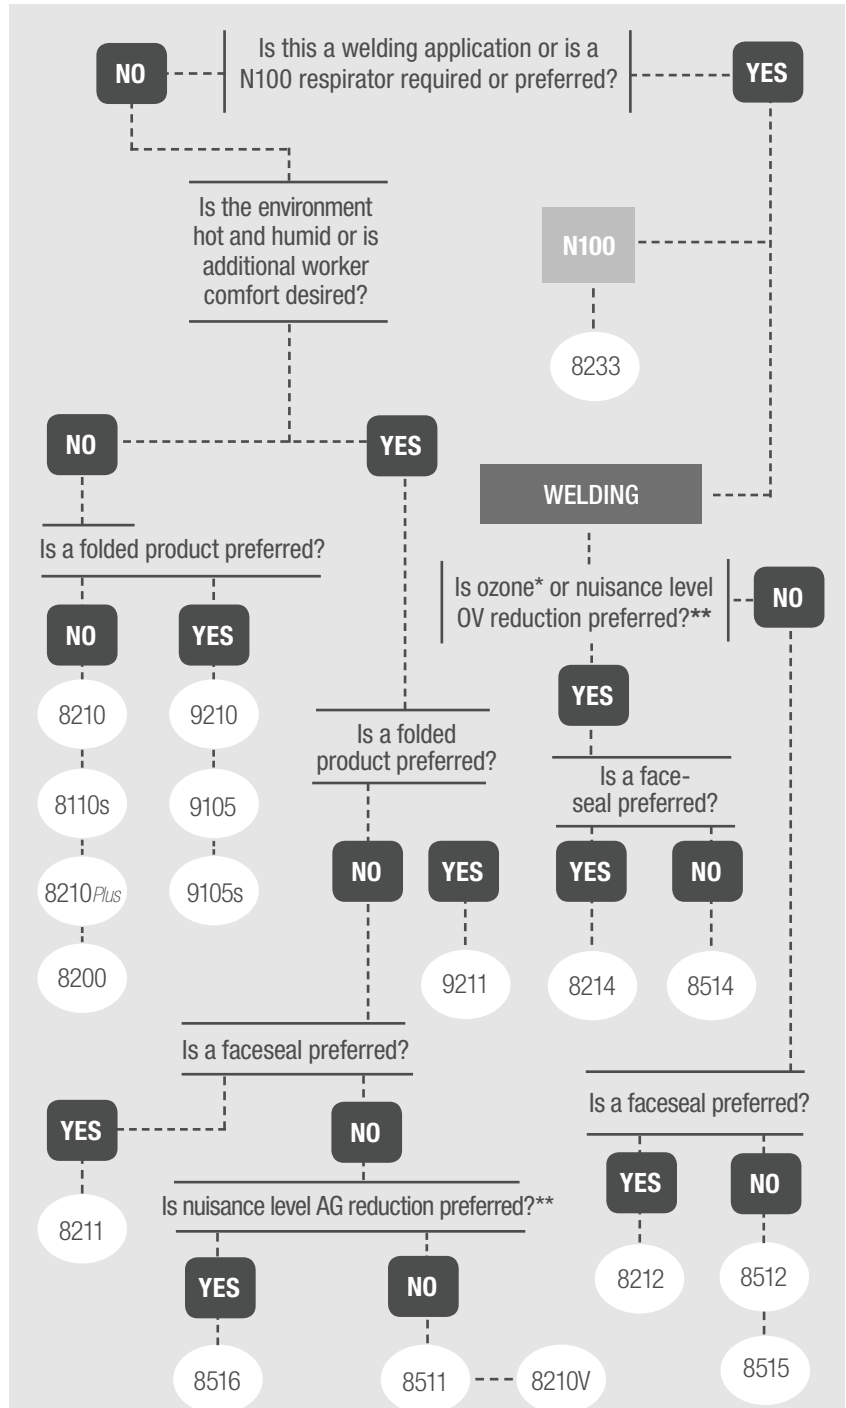 Is this a welding application or is a
N100 respirator required or preferred?
NO
YES
Is the environment
hot and humid or is
additional worker
comfort desired?
N100
8233
NO
YES
WELDING
Is a folded product preferred?
Is ozone* or nuisance level
OV reduction preferred?**
NO
NO
YES
YES
8210
9210
Is a folded
product preferred?
Is a face-
seal preferred?
8110s
9105
NO
YES
YES
NO
8210Plus
9105s
8200
9211
8214
8514
Is a faceseal preferred?
Is a faceseal preferred?
YES
NO
YES
NO
Is nuisance level AG reduction preferred?**
8211
8212
8512
YES
NO
8516
8511
8210V
8515